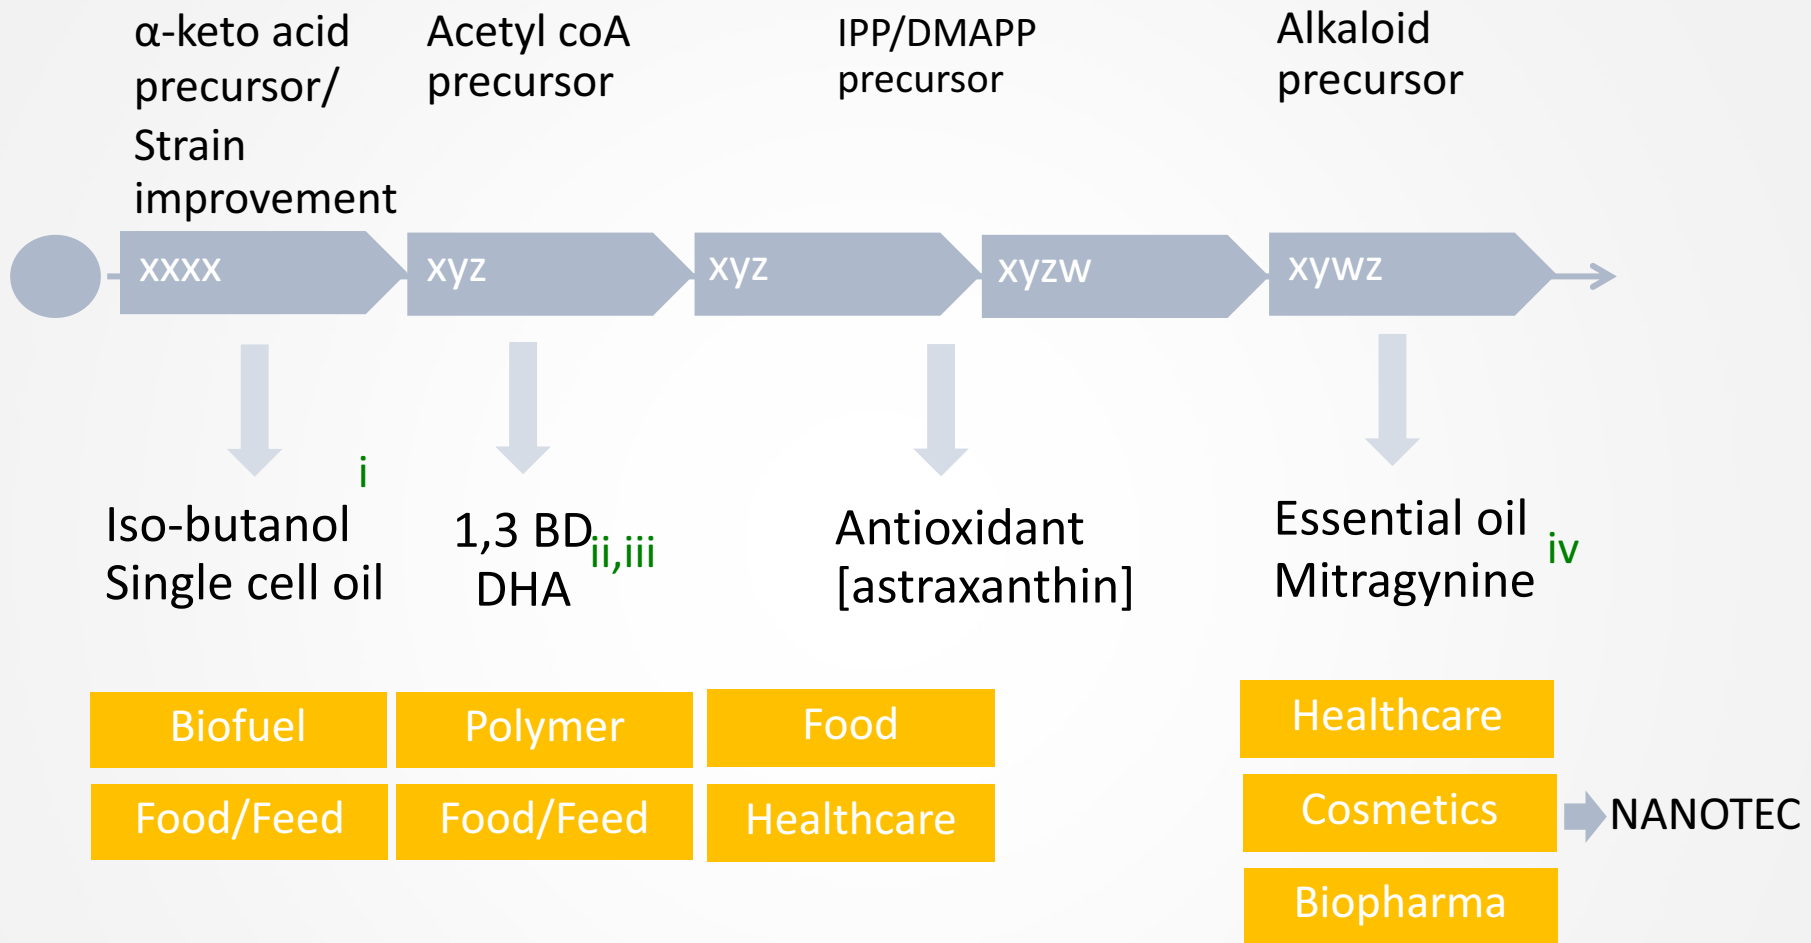 α-keto acid
precursor/
Strain
improvement
Acetyl coA
precursor
IPP/DMAPP
precursor
Alkaloid
precursor
xxxx
xyz
xyz
xyzw
xywz
i
Iso-butanol
Single cell oil
1,3 BD
DHA
ii,iii
Antioxidant
[astraxanthin]
Essential oil
Mitragynine
iv
Biofuel
Food/Feed
Polymer
Food/Feed
Food
Healthcare
Healthcare
Cosmetics
Biopharma
NANOTEC